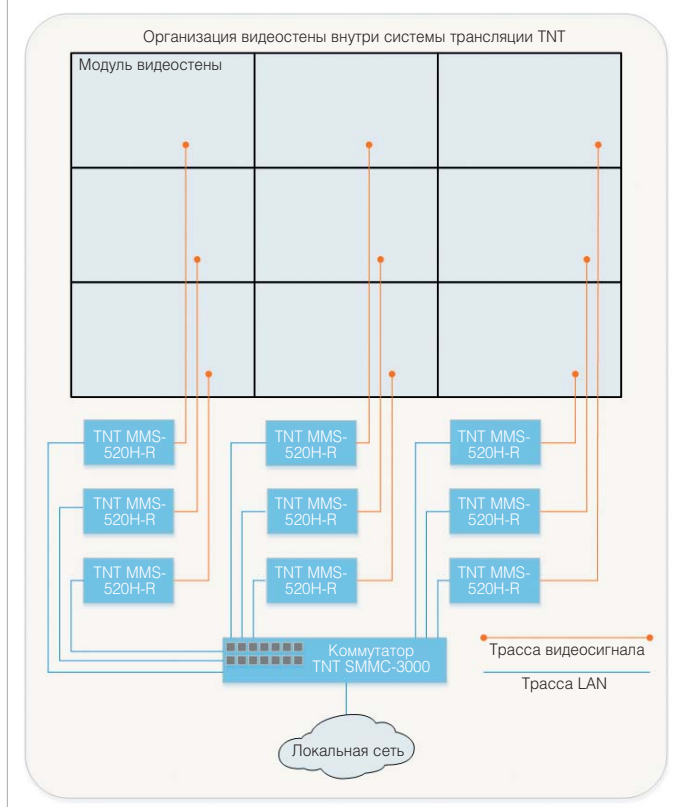 Организация видеостены внутри системы трансляции TNT
Модуль видеостены
TNT MMS-
520H-R
TNT MMS-
520H-R
TNT MMS-
520H-R
TNT MMS-
520H-R
TNT MMS-
520H-R
TNT MMS-
520H-R
TNT MMS-
520H-R
TNT MMS-
520H-R
TNT MMS-
520H-R
Коммутатор
TNT SMMC-3000
Трасса видеосигнала
Трасса LAN
Локальная сеть